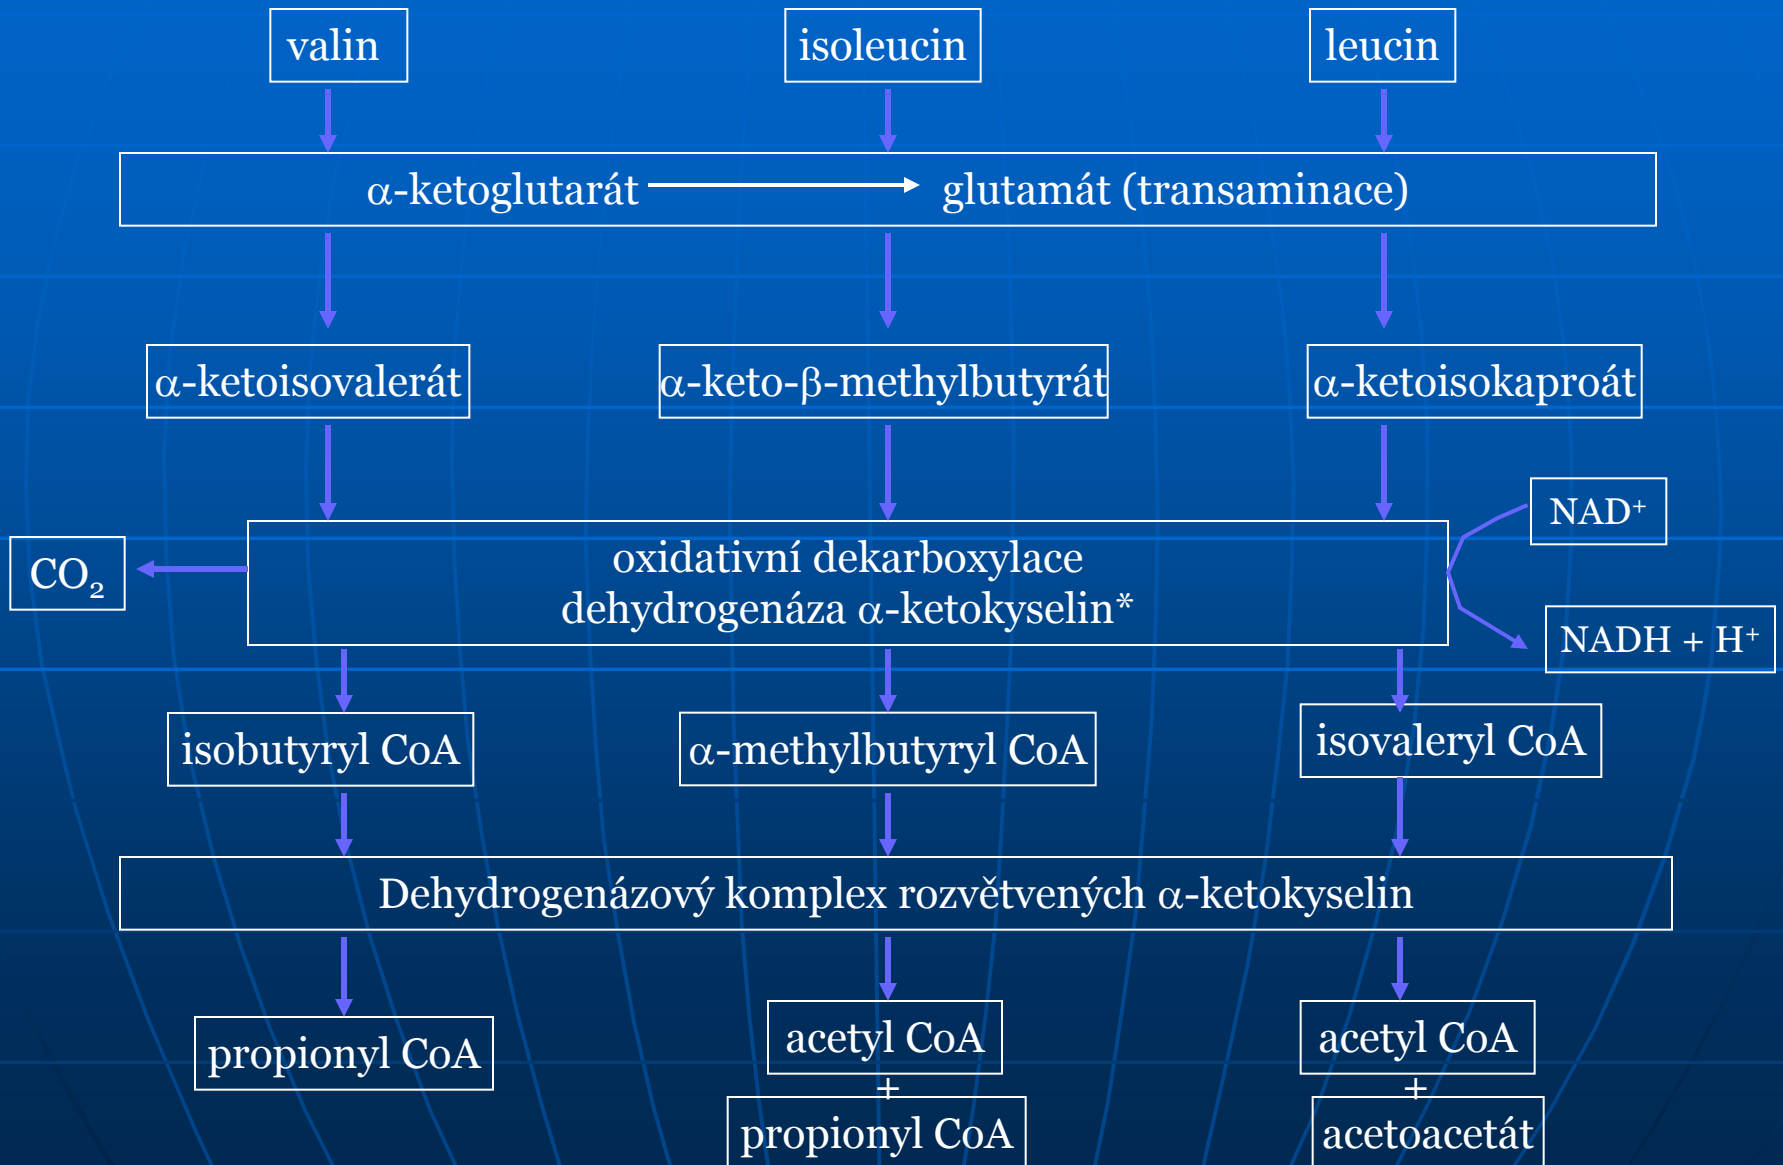 valin
isoleucin
leucin
α-ketoglutarát
glutamát (transaminace)
α-ketoisovalerát
α-keto-β-methylbutyrát
α-ketoisokaproát
NAD⁺
CO₂
oxidativní dekarboxylace
dehydrogenáza α-ketokyselin*
NADH + H⁺
isobutyryl CoA
α-methylbutyryl CoA
isovaleryl CoA
Dehydrogenázový komplex rozvětvených α-ketokyselin
propionyl CoA
acetyl CoA
+
propionyl CoA
acetyl CoA
+
acetoacetát